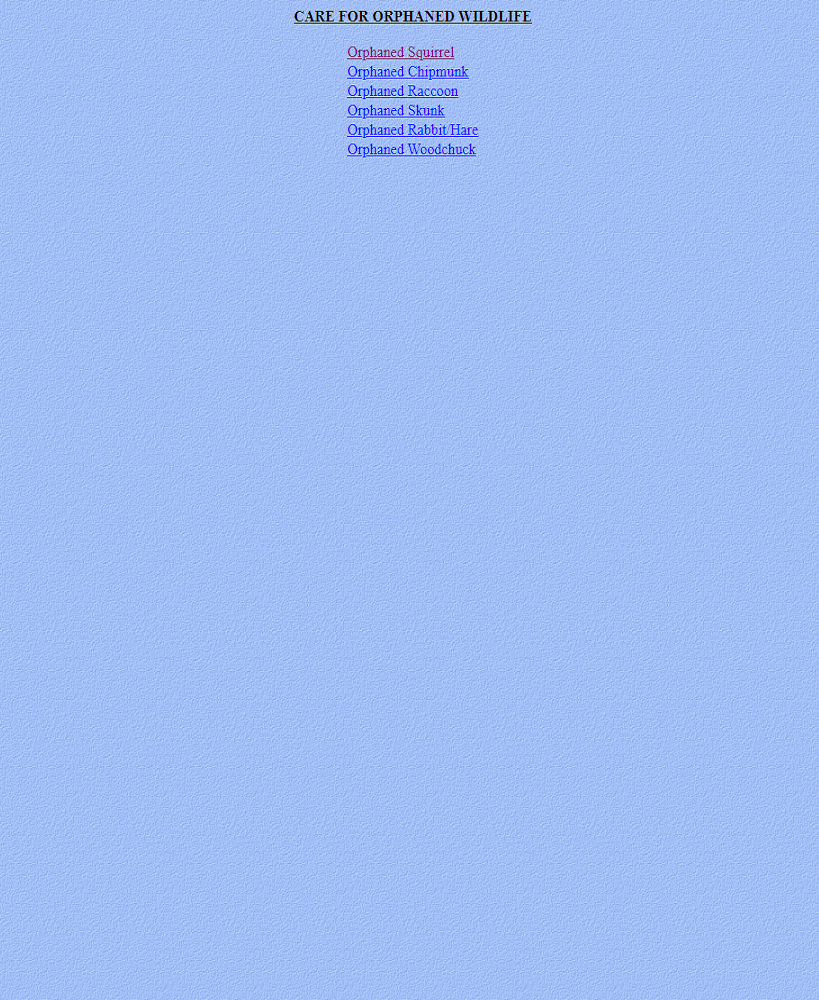 CARE FOR ORPHANED WILDLIFE
Orphaned Squirrel
Orphaned Chipmunk
Orphaned Raccoon
Orphaned Skunk
Orphaned Rabbit/Hare
Orphaned Woodchuck